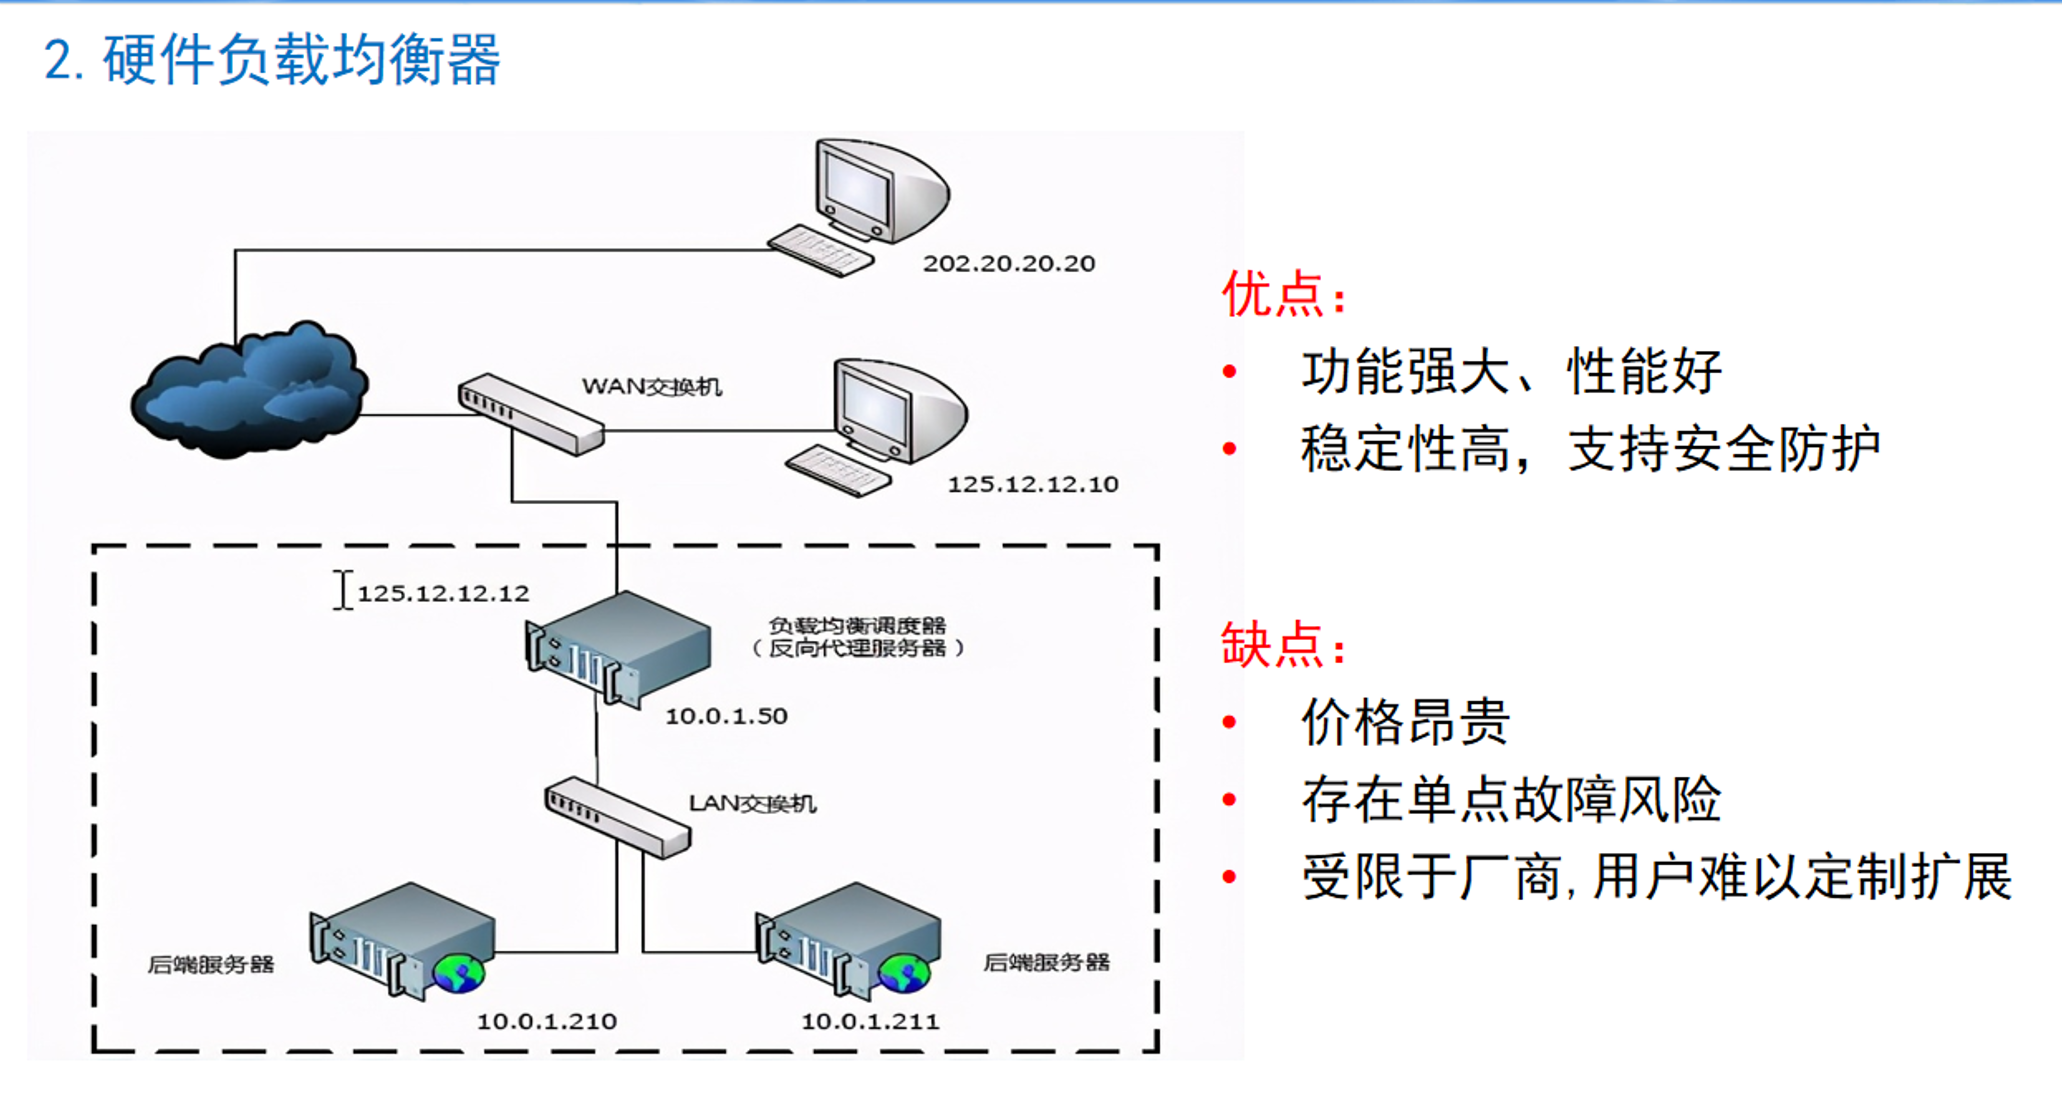 2.硬件负载均衡器
202.20.20.20
WAN交换机
125.12.12.10
125.12.12.12
负载均衡调度器
（反向代理服务器）
10.0.1.50
LAN交换机
后端服务器
后端服务器
10.0.1.210
10.0.1.211
优点：
• 功能强大、性能好
• 稳定性高，支持安全防护
缺点：
• 价格昂贵
• 存在单点故障风险
• 受限于厂商,用户难以定制扩展